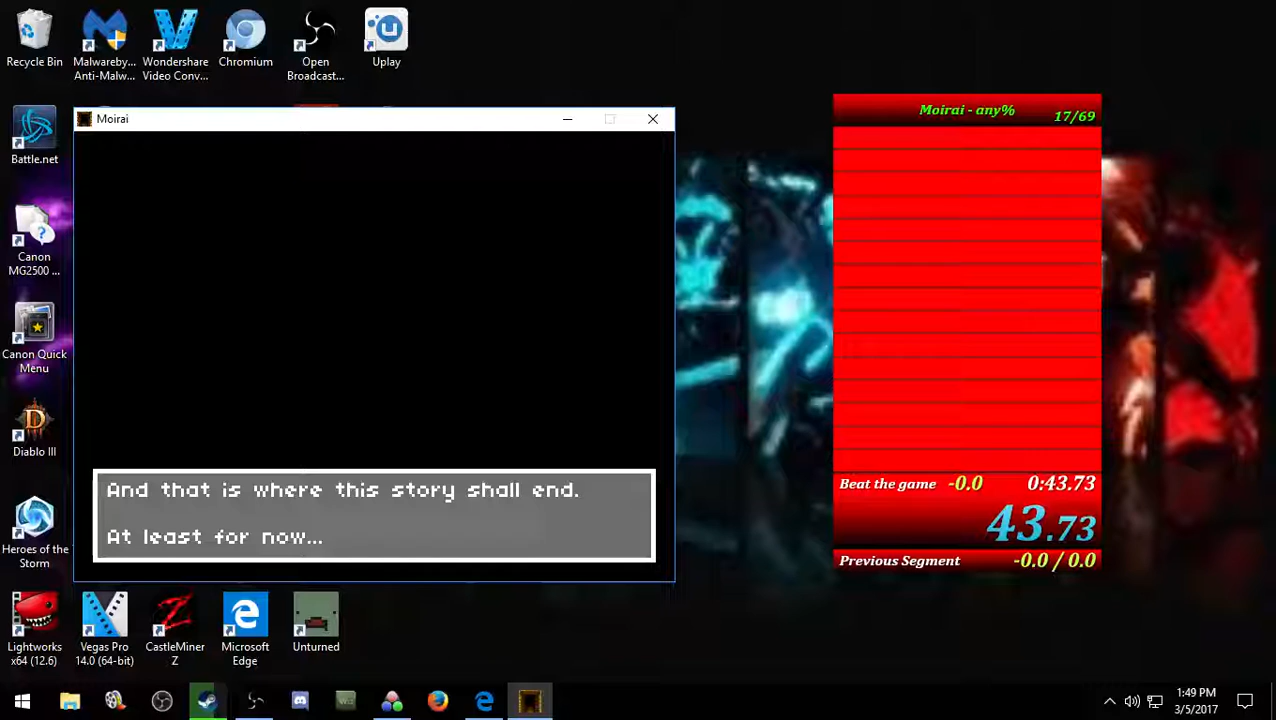 Recycle Bin
Malwareby...
Anti-Malw...
Wondershare
Video Conv...
Chromium
Open
Broadcast...
Uplay
Battle.net
Canon
MG2500 ...
Canon Quick
Menu
Diablo III
Heroes of the
Storm
Lightworks
x64 (12.6)
Vegas Pro
14.0 (64-bit)
CastleMiner
Z
Microsoft
Edge
Unturned
Moirai
And that is where this story shall end.
At least for now...
Moirai - any%
17/69
Beat the game -0.0 0:43.73
43.73
Previous Segment -0.0 / 0.0
1:49 PM
3/5/2017